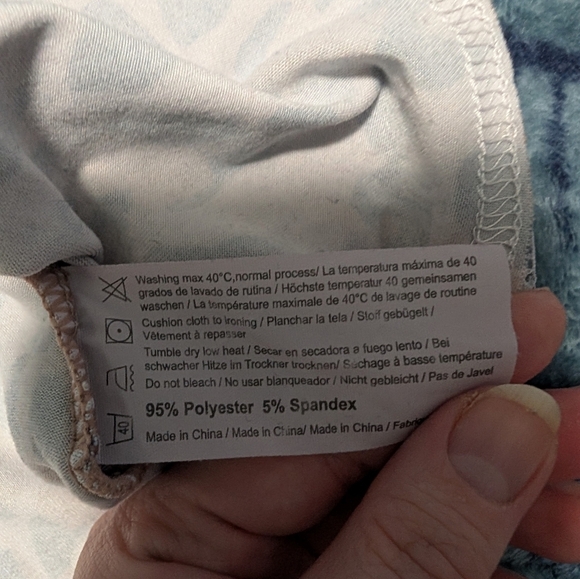 Washing max 40°C,normal process/ La temperatura máxima de 40
grados de lavado de rutina / Höchste temperatur 40 gemeinsamen
waschen / La température maximale de 40°C de lavage de routine
Cushion cloth to ironing / Planchar la tela / Stoff gebügelt /
Vêtement à repasser
Tumble dry low heat / Secar en secadora a fuego lento / Bei
schwacher Hitze im Trockner trocknen/ Séchage à basse température
Do not bleach / No usar blanqueador / Nicht gebleicht / Pas de Javel
95% Polyester 5% Spandex
40
Made in China / Made in China/ Made in China /